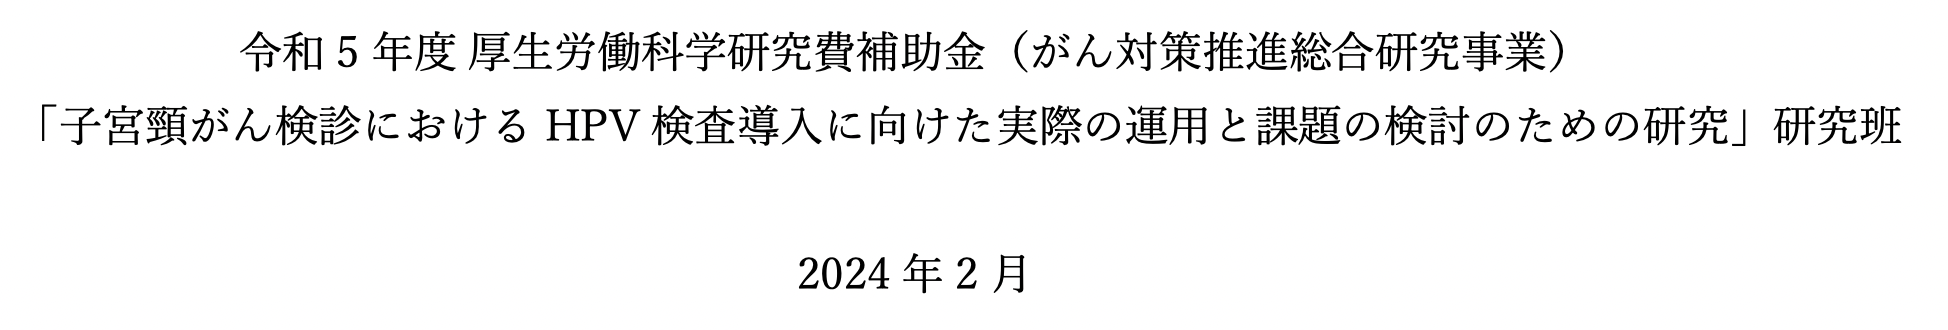 令和 5 年度 厚生労働科学研究費補助金（がん対策推進総合研究事業）
「子宮頸がん検診における HPV 検査導入に向けた実際の運用と課題の検討のための研究」研究班
2024 年 2 月